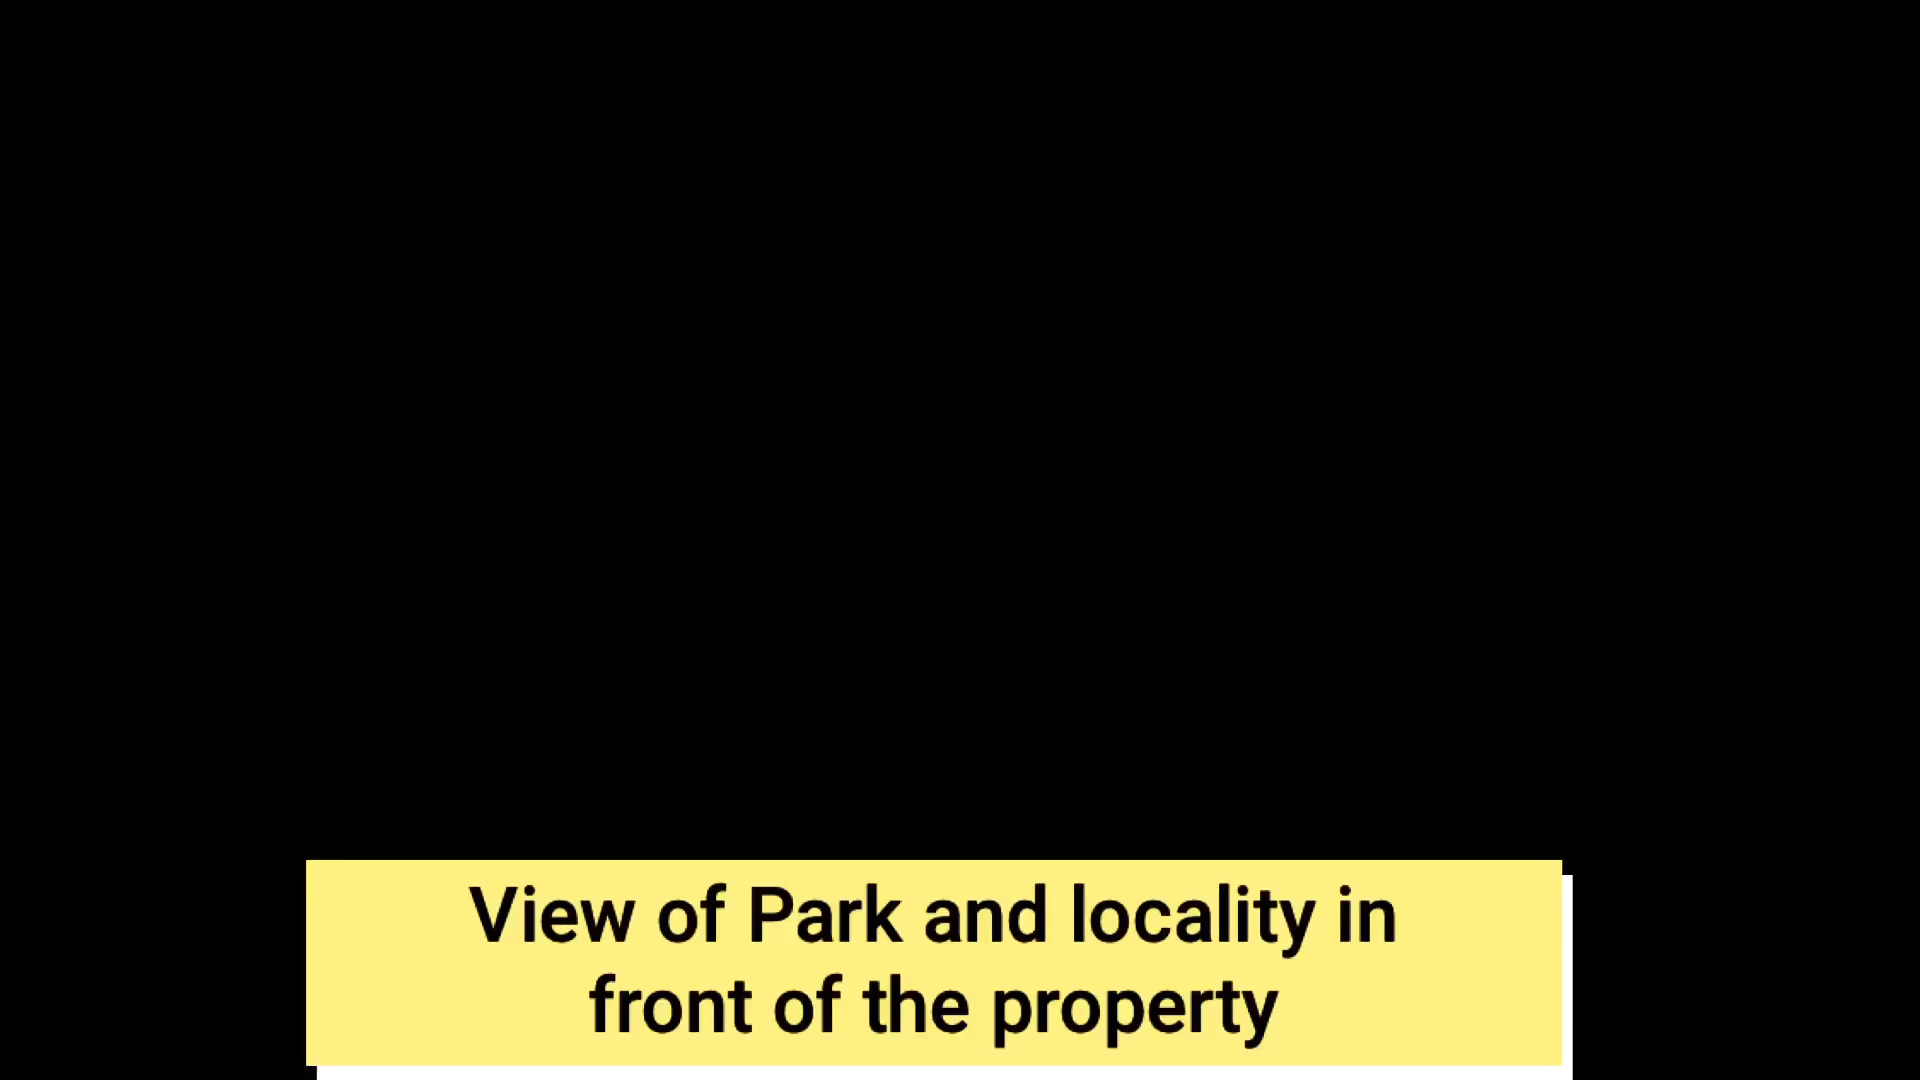 View of Park and locality in
front of the property